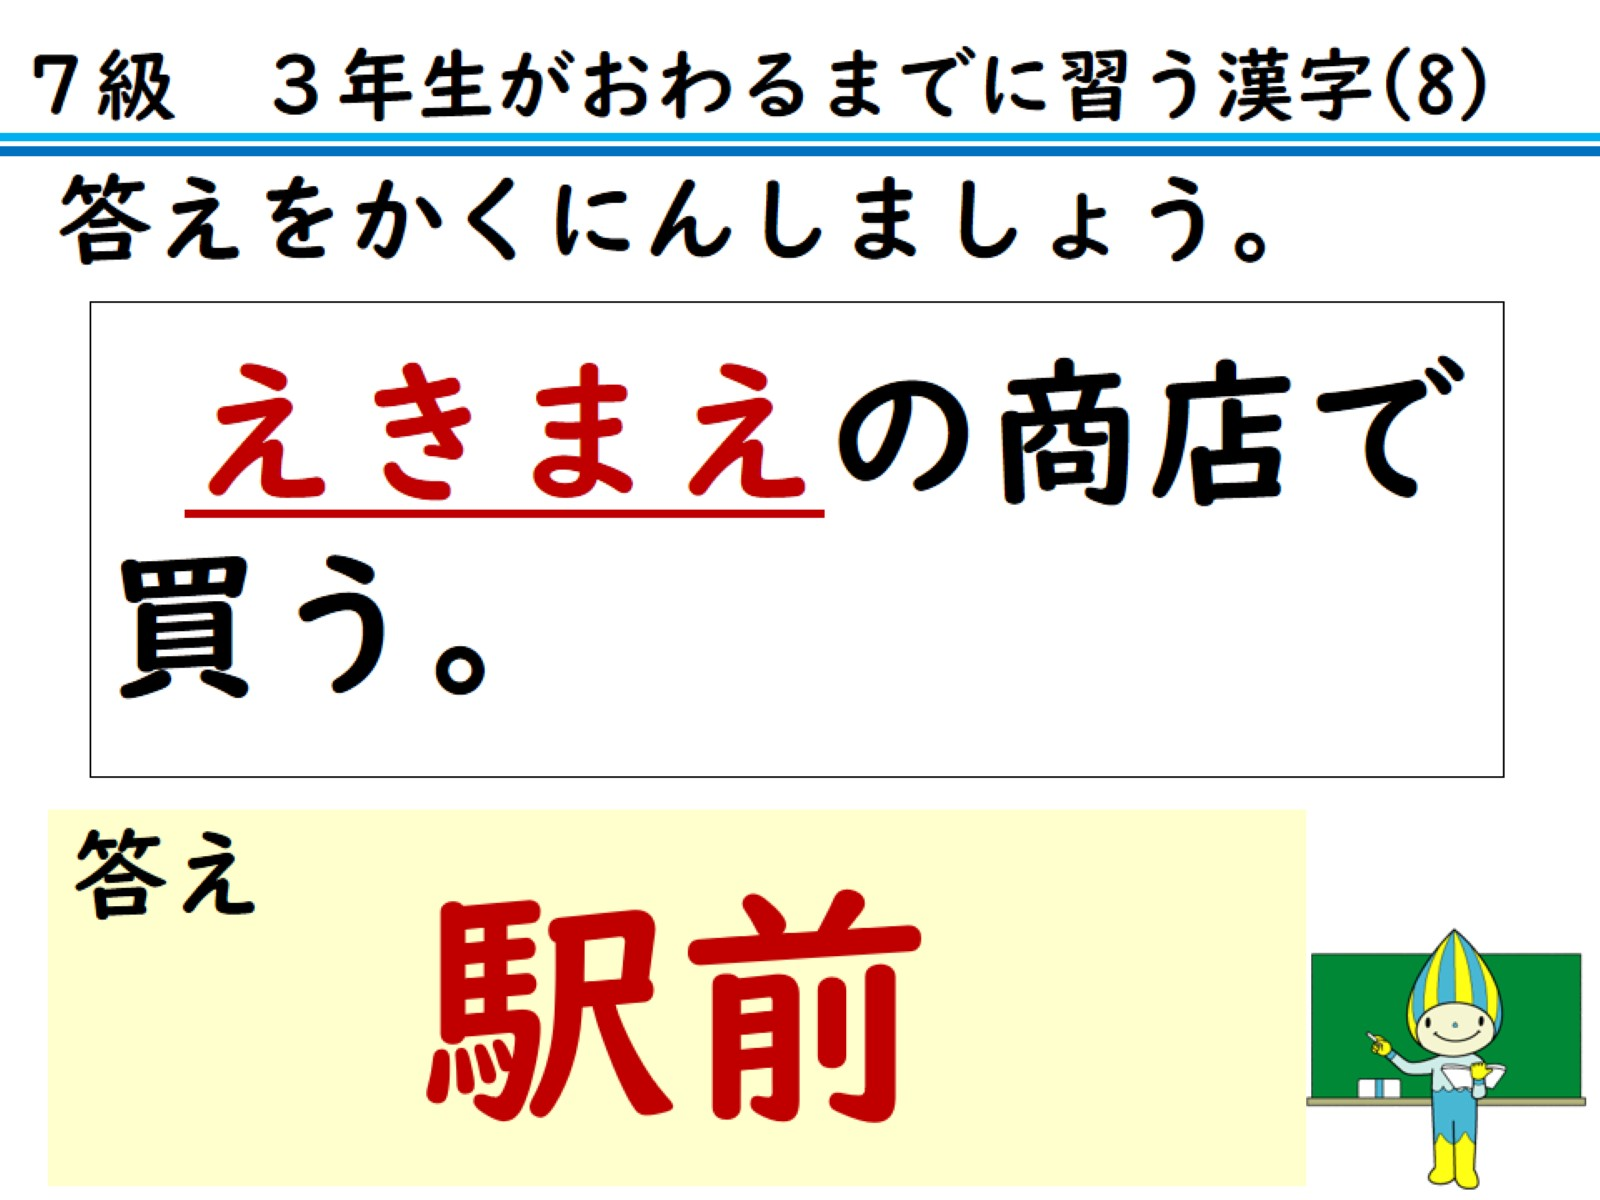 ７級　３年生がおわるまでに習う漢字(8)
答えをかくにんしましょう。
えきまえの商店で
買う。
答え
駅前